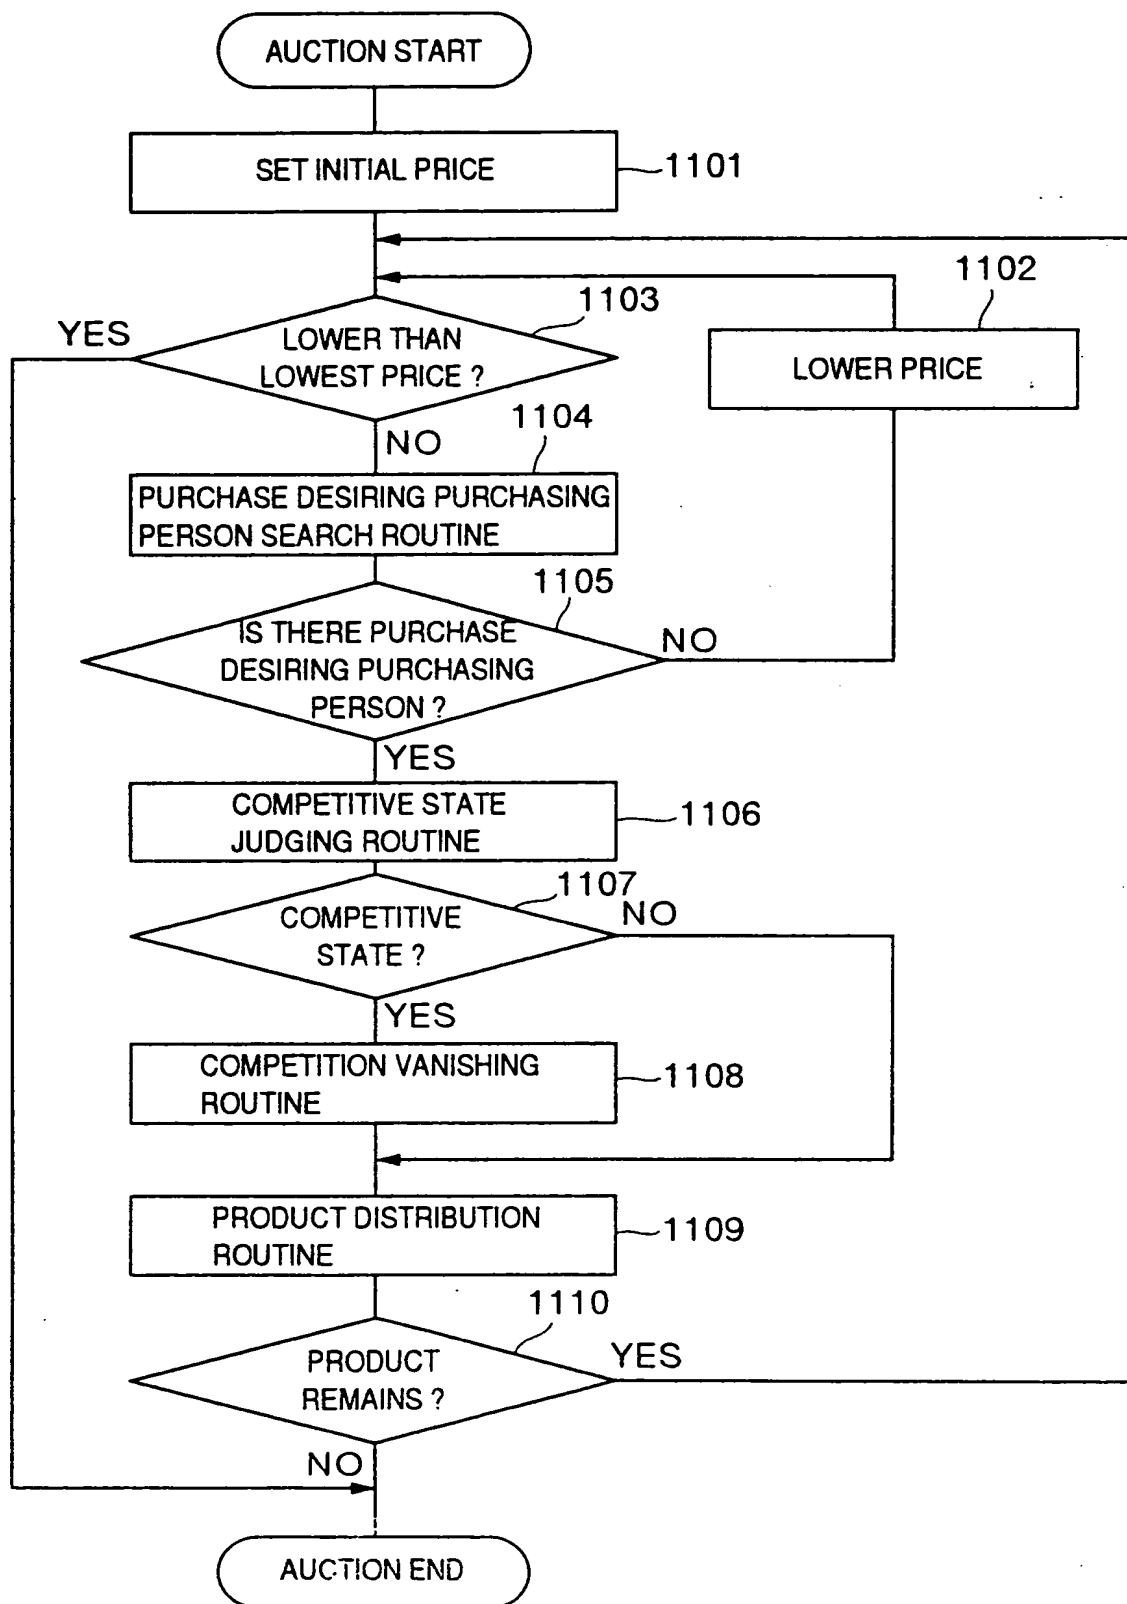 AUCTION START
SET INITIAL PRICE
1101
1102
1103
YES
LOWER THAN
LOWEST PRICE ?
LOWER PRICE
1104
NO
PURCHASE DESIRING PURCHASING
PERSON SEARCH ROUTINE
1105
IS THERE PURCHASE
DESIRING PURCHASING
PERSON ?
NO
YES
COMPETITIVE STATE
JUDGING ROUTINE
1106
1107
COMPETITIVE
STATE ?
NO
YES
COMPETITION VANISHING
ROUTINE
1108
PRODUCT DISTRIBUTION
ROUTINE
1109
1110
PRODUCT
REMAINS ?
YES
NO
AUCTION END